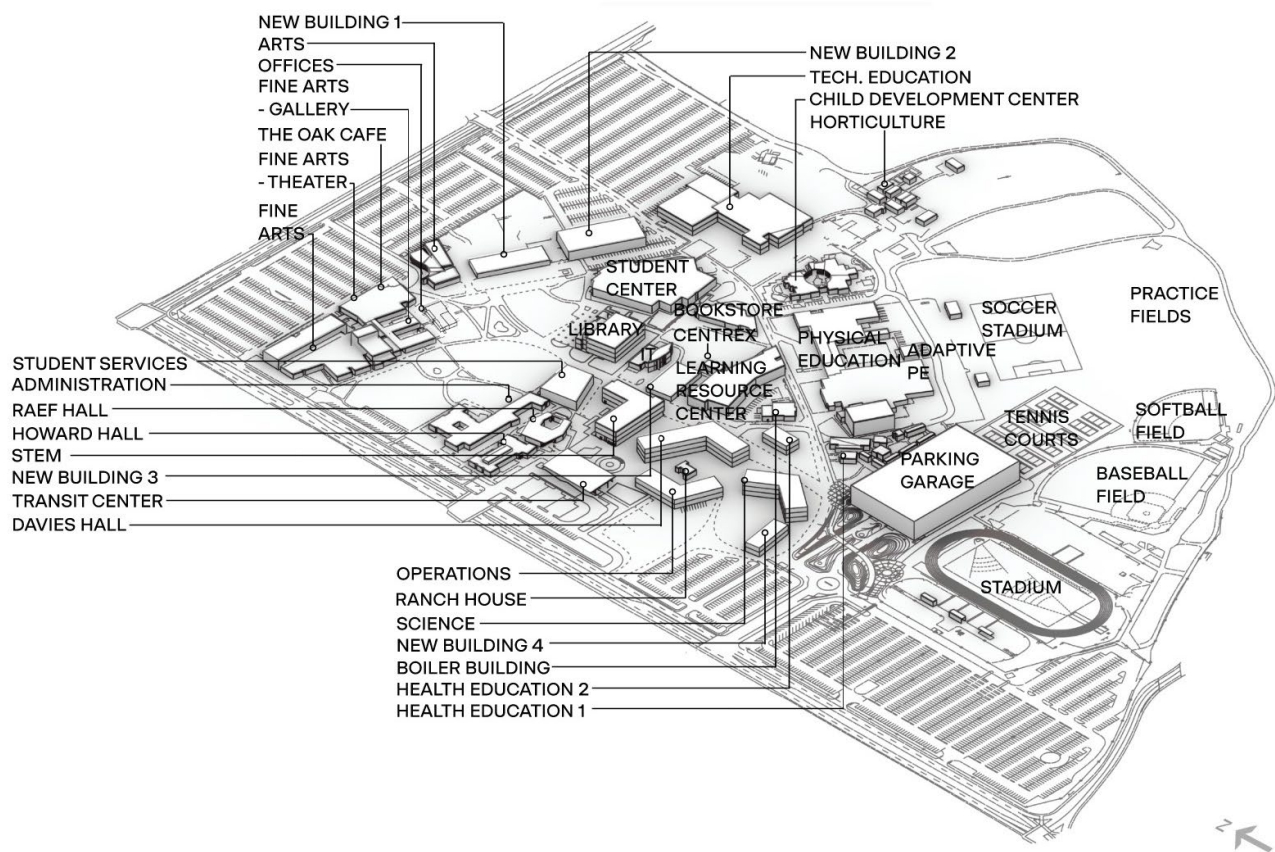 NEW BUILDING 1
ARTS
OFFICES
FINE ARTS
- GALLERY
THE OAK CAFE
FINE ARTS
- THEATER
FINE
ARTS
NEW BUILDING 2
TECH. EDUCATION
CHILD DEVELOPMENT CENTER
HORTICULTURE
STUDENT
CENTER
BOOKSTORE
LIBRARY
CENTREX
IT
LEARNING
RESOURCE
CENTER
PHYSICAL
EDUCATION
ADAPTIVE
PE
SOCCER
STADIUM
PRACTICE
FIELDS
TENNIS
COURTS
SOFTBALL
FIELD
BASEBALL
FIELD
PARKING
GARAGE
STADIUM
STUDENT SERVICES
ADMINISTRATION
RAEF HALL
HOWARD HALL
STEM
NEW BUILDING 3
TRANSIT CENTER
DAVIES HALL
OPERATIONS
RANCH HOUSE
SCIENCE
NEW BUILDING 4
BOILER BUILDING
HEALTH EDUCATION 2
HEALTH EDUCATION 1
N